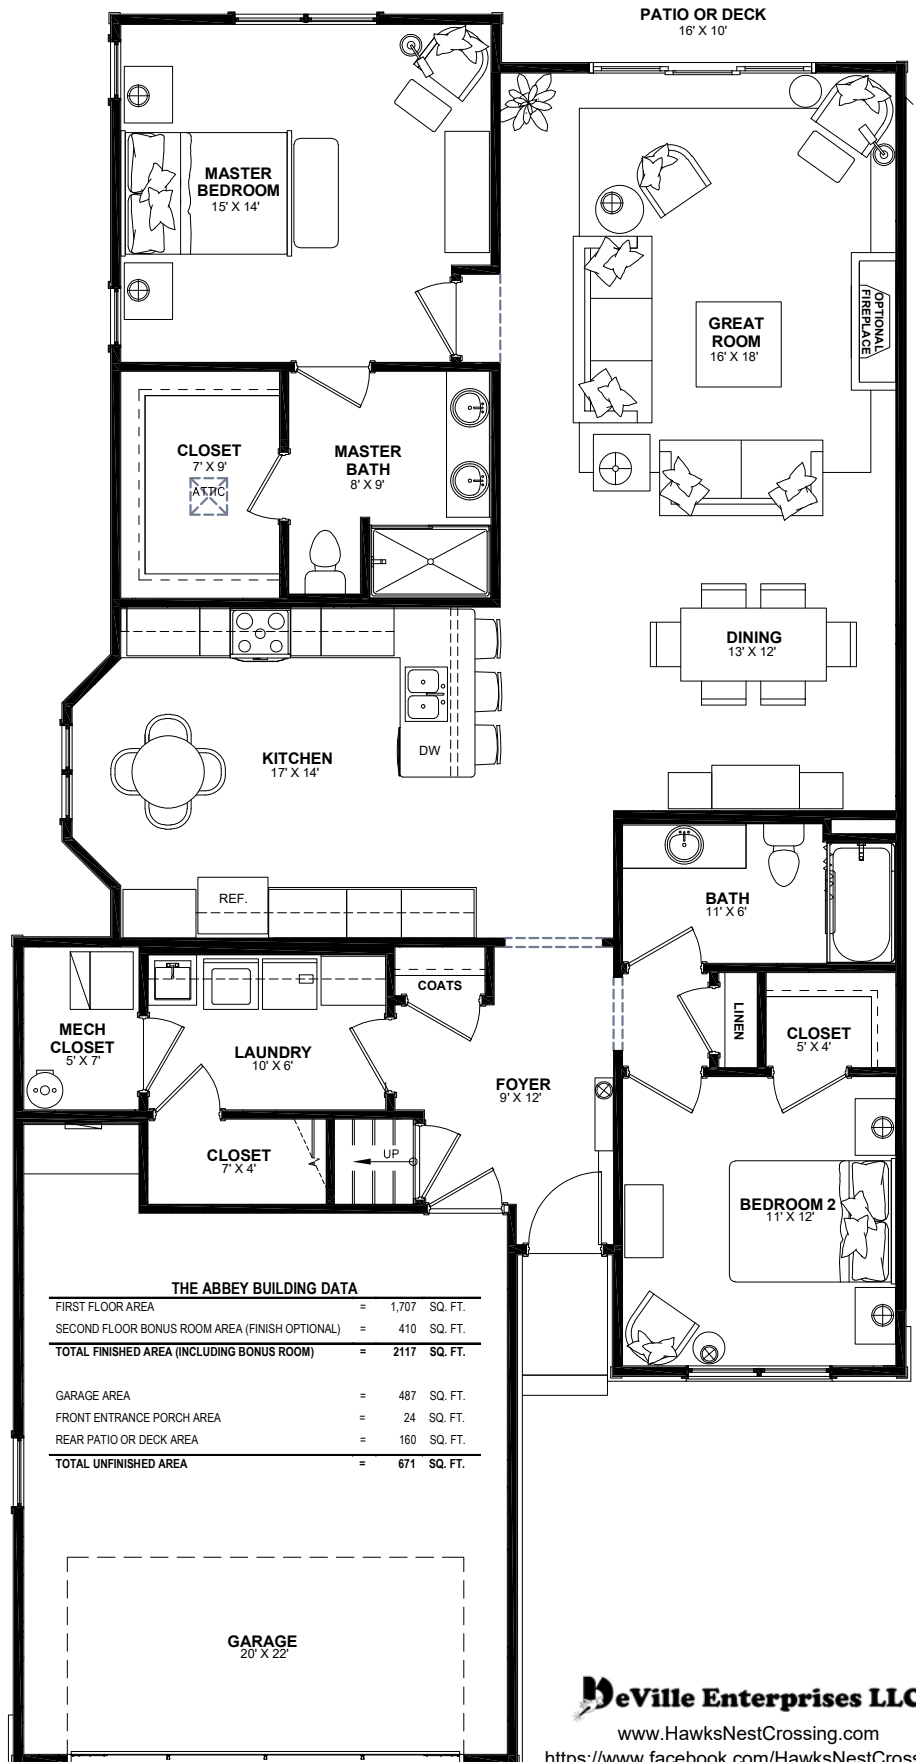 PATIO OR DECK
16' X 10'
MASTER
BEDROOM
15' X 14'
OPTIONAL
FIREPLACE
GREAT
ROOM
16' X 18'
CLOSET
7' X 9'
ATTIC
MASTER
BATH
8' X 9'
DINING
13' X 12'
KITCHEN
17' X 14'
DW
REF.
BATH
11' X 6'
COATS
MECH
CLOSET
5' X 7'
LAUNDRY
10' X 6'
LINEN
CLOSET
5' X 4'
FOYER
9' X 12'
CLOSET
7' X 4'
UP
BEDROOM 2
11' X 12'
THE ABBEY BUILDING DATA
FIRST FLOOR AREA = 1,707 SQ. FT.
SECOND FLOOR BONUS ROOM AREA (FINISH OPTIONAL) = 410 SQ. FT.
TOTAL FINISHED AREA (INCLUDING BONUS ROOM) = 2117 SQ. FT.
GARAGE AREA = 487 SQ. FT.
FRONT ENTRANCE PORCH AREA = 24 SQ. FT.
REAR PATIO OR DECK AREA = 160 SQ. FT.
TOTAL UNFINISHED AREA = 671 SQ. FT.
GARAGE
20' X 22'
DeVille Enterprises LLC
www.HawksNestCrossing.com
https://www.facebook.com/HawksNestCross